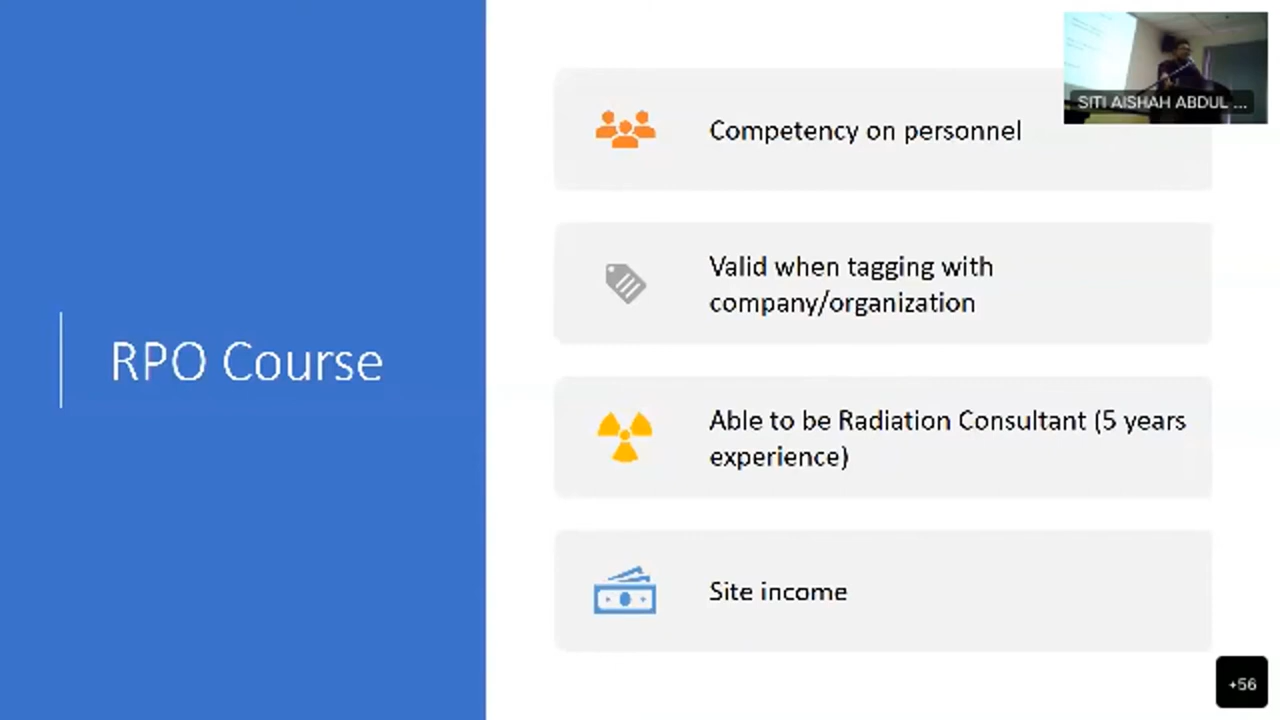 RPO Course
Competency on personnel
Valid when tagging with
company/organization
Able to be Radiation Consultant (5 years
experience)
Site income
SITI AISHAH ABDUL ...
+56